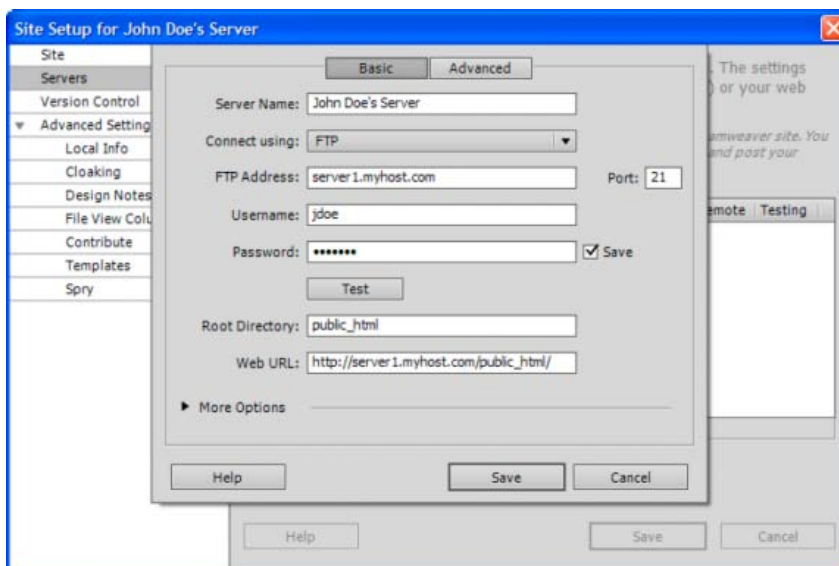 Site Setup for John Doe's Server
Site
Servers
Version Control
Advanced Setting
Local Info
Cloaking
Design Notes
File View Colu
Contribute
Templates
Spry
Basic Advanced
Server Name: John Doe's Server
Connect using: FTP
FTP Address: server1.myhost.com Port: 21
Username: jdoe
Password: ••••••• Save
Test
Root Directory: public_html
Web URL: http://server1.myhost.com/public_html/
More Options
Help Save Cancel
. The settings
) or your web
amweaver site. You
and post your
emote Testing
Help Save Cancel